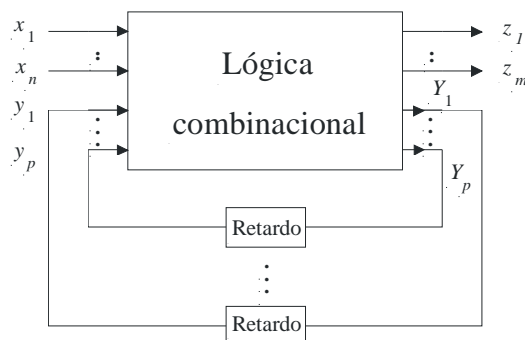 x1
xn
y1
yp
Lógica
combinacional
z1
zm
Y1
Yp
Retardo
Retardo